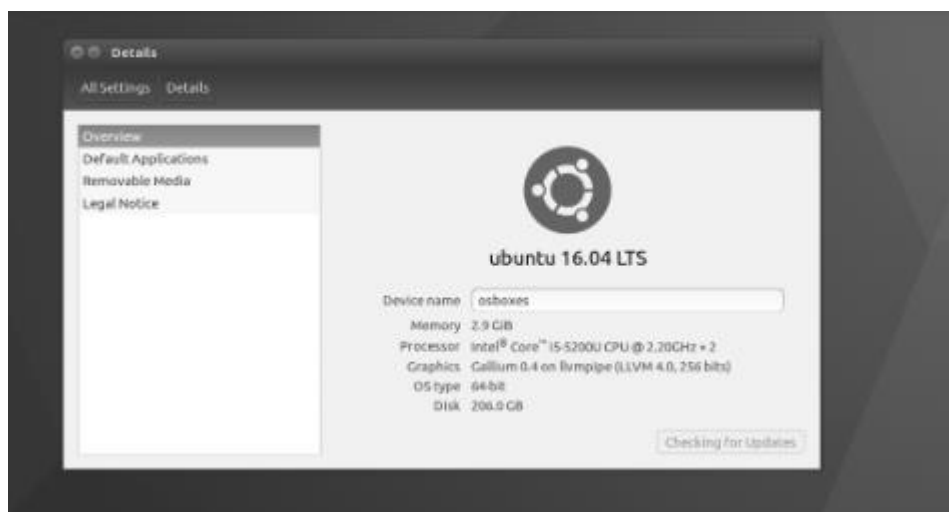 Details
All Settings Details
Overview
Default Applications
Removable Media
Legal Notice
ubuntu 16.04 LTS
Device name osboxes
Memory 2.9 GiB
Processor Intel® Core™ i5-5200U CPU @ 2.20GHz × 2
Graphics Gallium 0.4 on llvmpipe (LLVM 4.0, 256 bits)
OS type 64-bit
Disk 206.0 GB
Checking for Updates